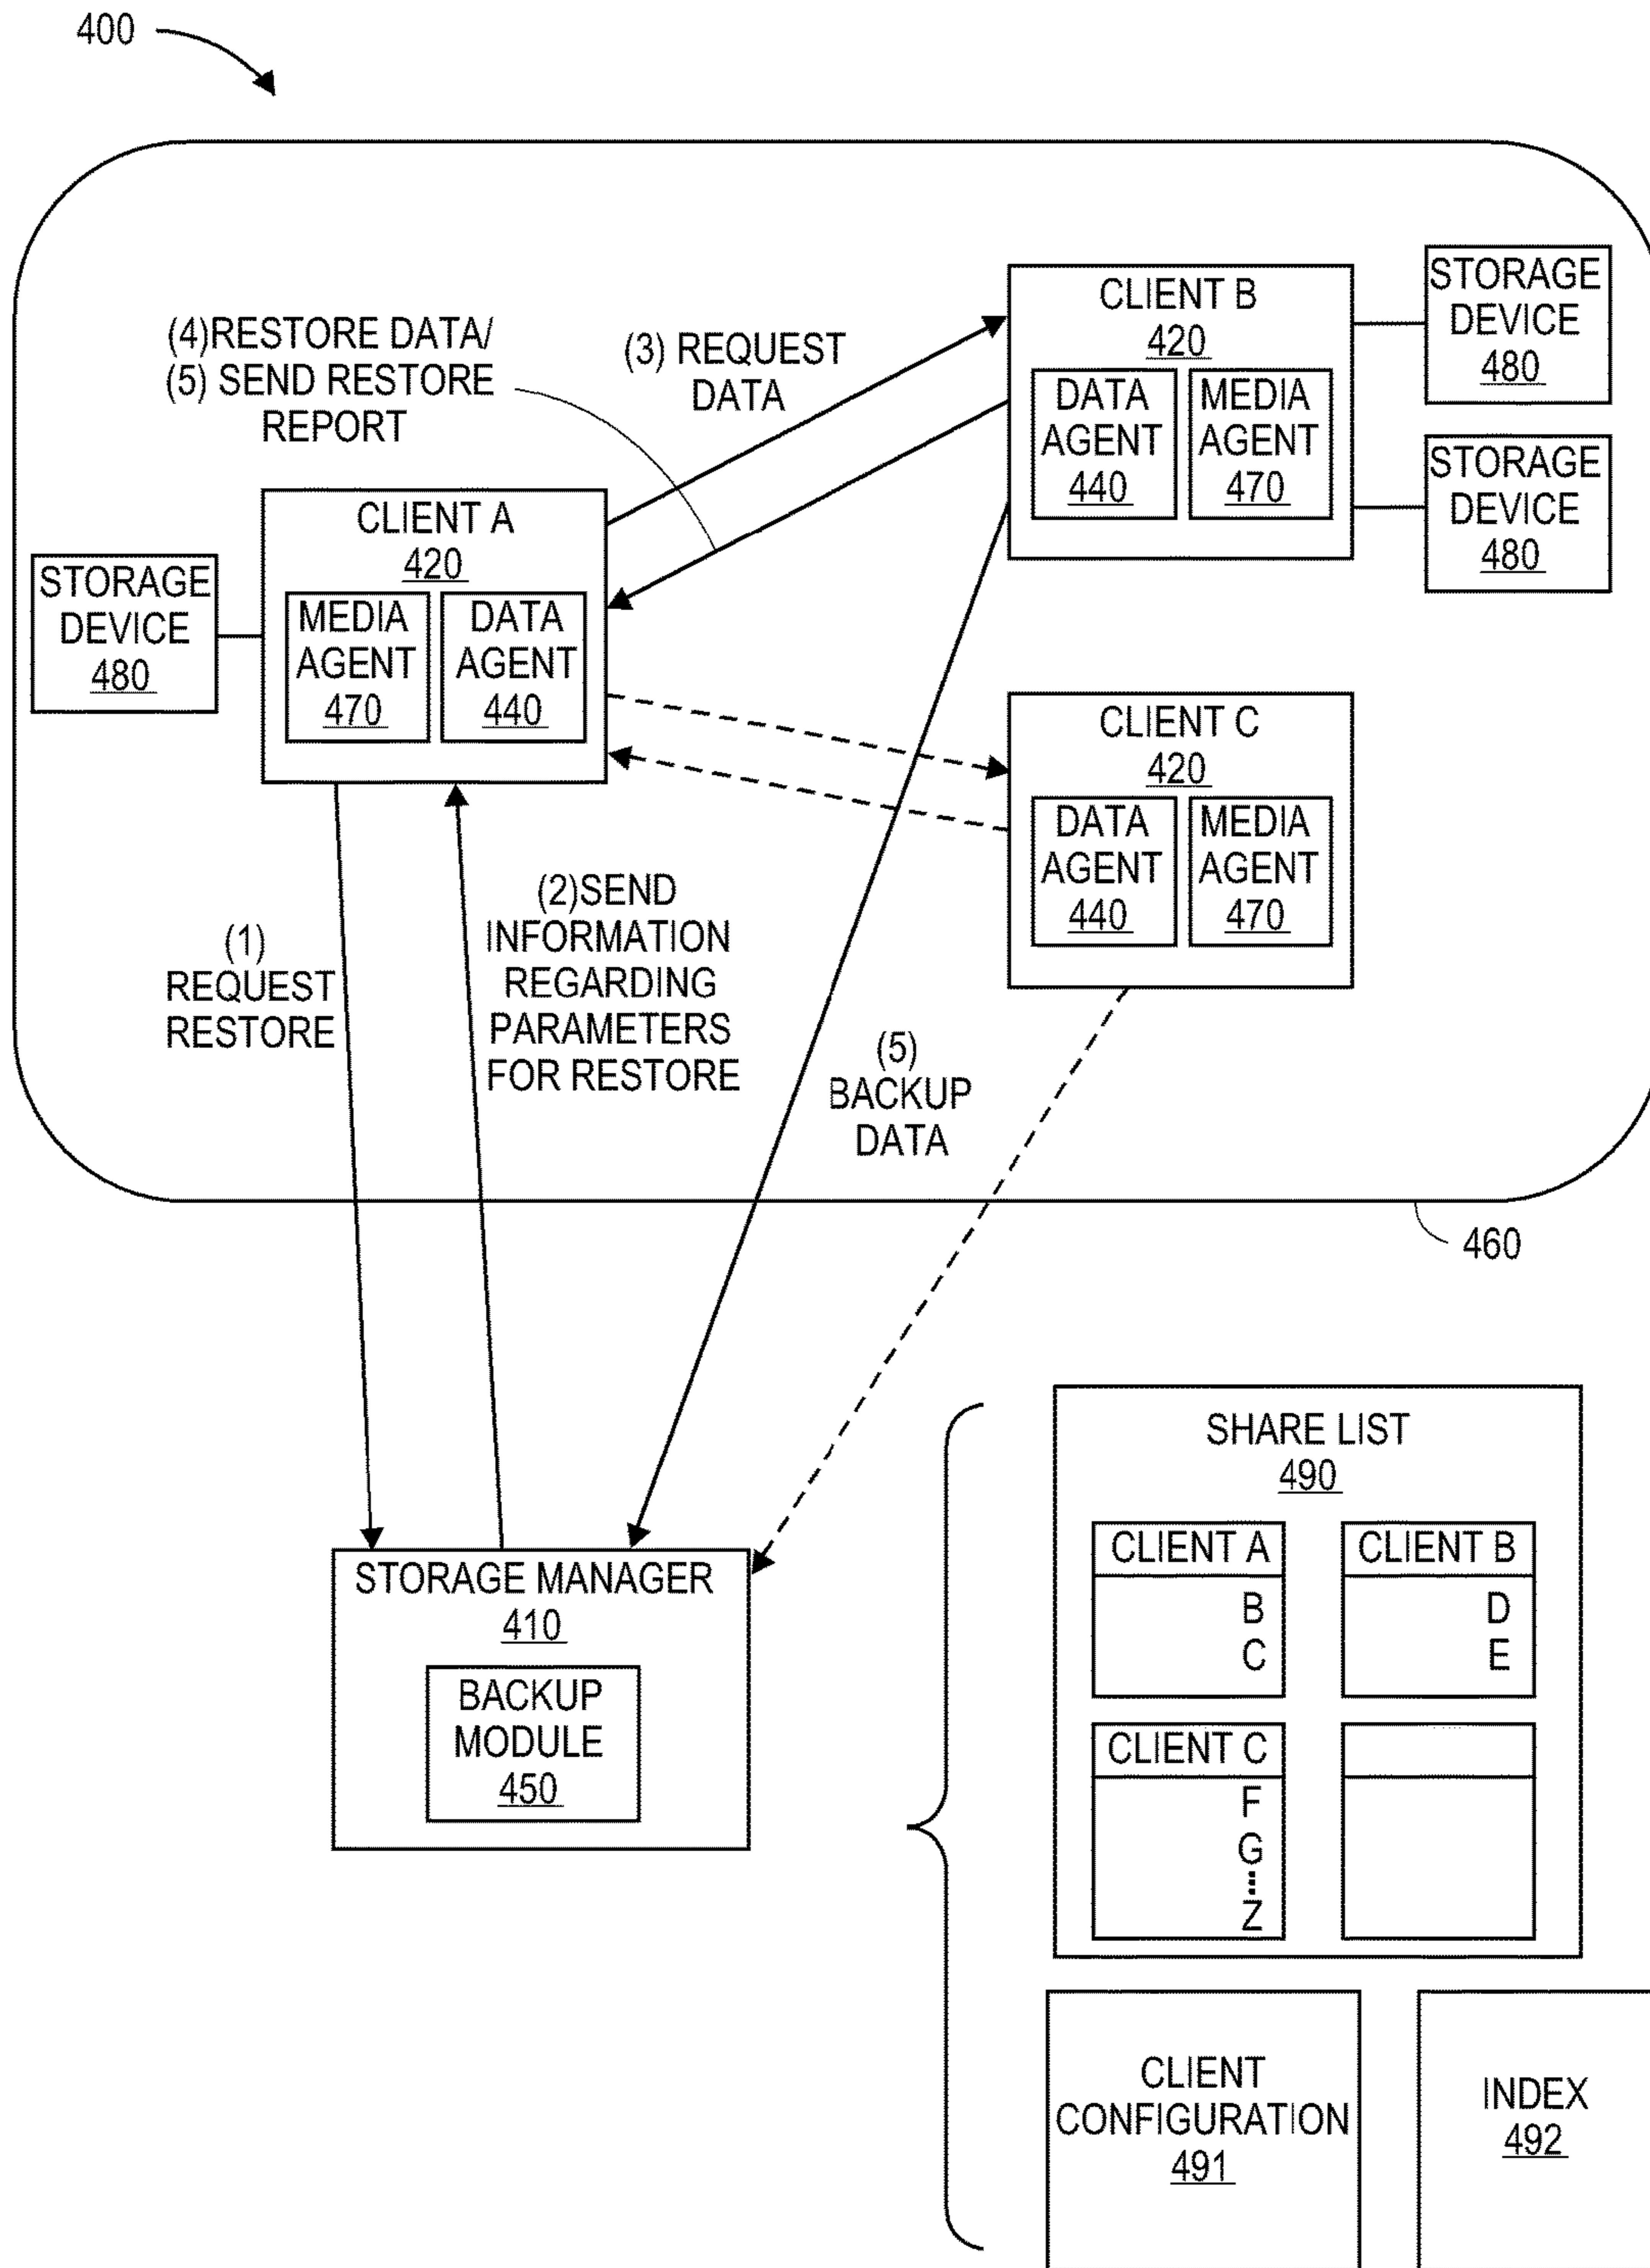 400
(4)RESTORE DATA/
(5) SEND RESTORE
REPORT
(3) REQUEST
DATA
CLIENT B
420
DATA
AGENT
440
MEDIA
AGENT
470
STORAGE
DEVICE
480
STORAGE
DEVICE
480
CLIENT A
420
MEDIA
AGENT
470
DATA
AGENT
440
STORAGE
DEVICE
480
CLIENT C
420
DATA
AGENT
440
MEDIA
AGENT
470
(1)
REQUEST
RESTORE
(2)SEND
INFORMATION
REGARDING
PARAMETERS
FOR RESTORE
(5)
BACKUP
DATA
460
STORAGE MANAGER
410
BACKUP
MODULE
450
SHARE LIST
490
CLIENT A
B
C
CLIENT B
D
E
CLIENT C
F
G
Z
CLIENT
CONFIGURATION
491
INDEX
492